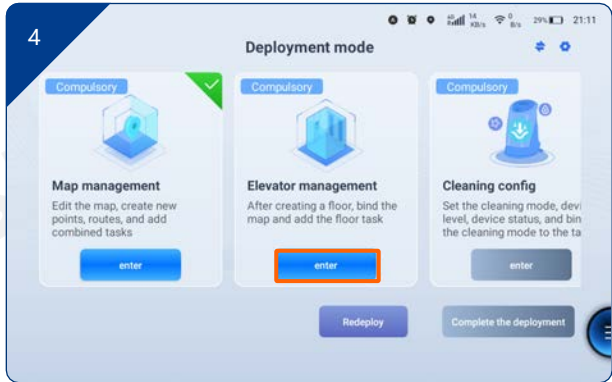 4
14 KB/s 0 B/s 29% 21:11
Deployment mode
Compulsory
Map management
Edit the map, create new
points, routes, and add
combined tasks
enter
Compulsory
Elevator management
After creating a floor, bind the
map and add the floor task
enter
Compulsory
Cleaning config
Set the cleaning mode, devi
level, device status, and bin
the cleaning mode to the ta
enter
Redeploy
Complete the deployment